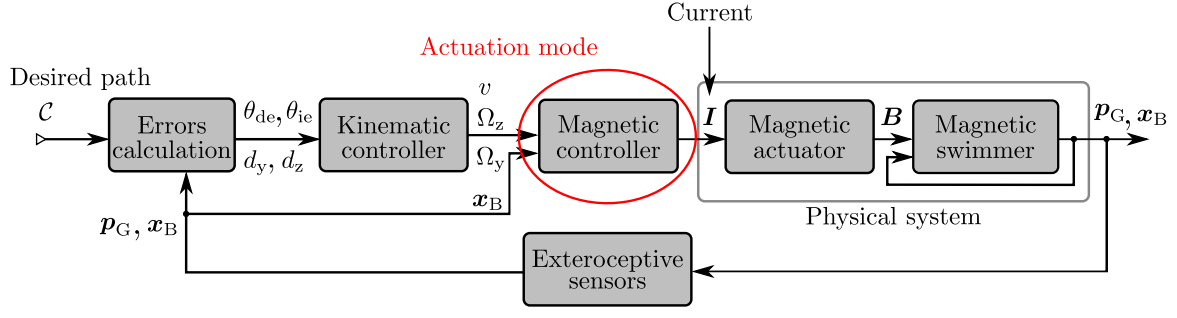 Current
Actuation mode
Desired path
𝒞
Errors
calculation
θde, θie
dy, dz
Kinematic
controller
v
Ωz
Ωy
xB
Magnetic
controller
I
Magnetic
actuator
B
Magnetic
swimmer
pG, xB
Physical system
pG, xB
Exteroceptive
sensors